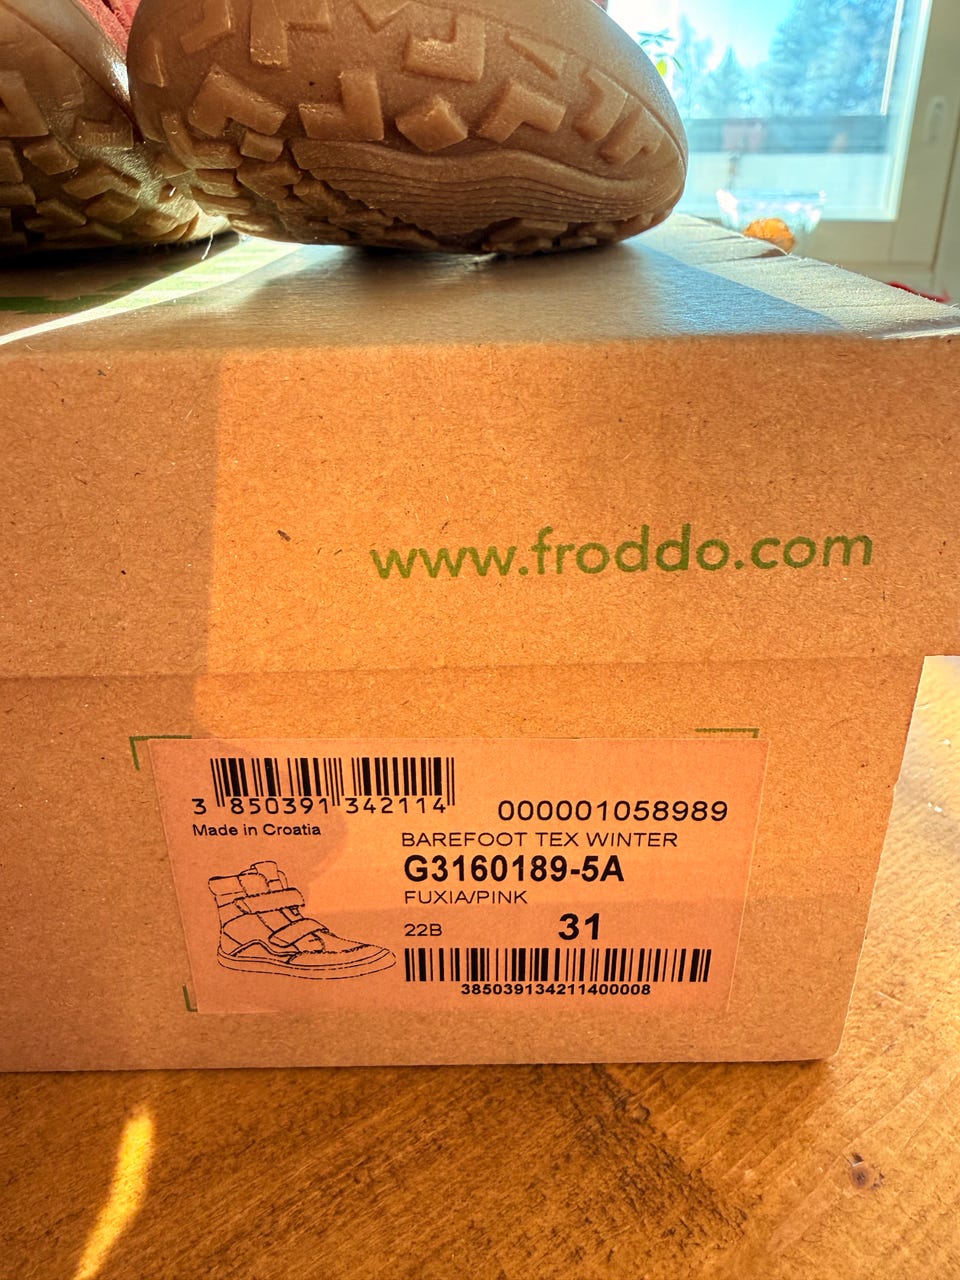 www.froddo.com
3 850391 342114
000001058989
Made in Croatia
BAREFOOT TEX WINTER
G3160189-5A
FUXIA/PINK
22B 31
385039134211400008